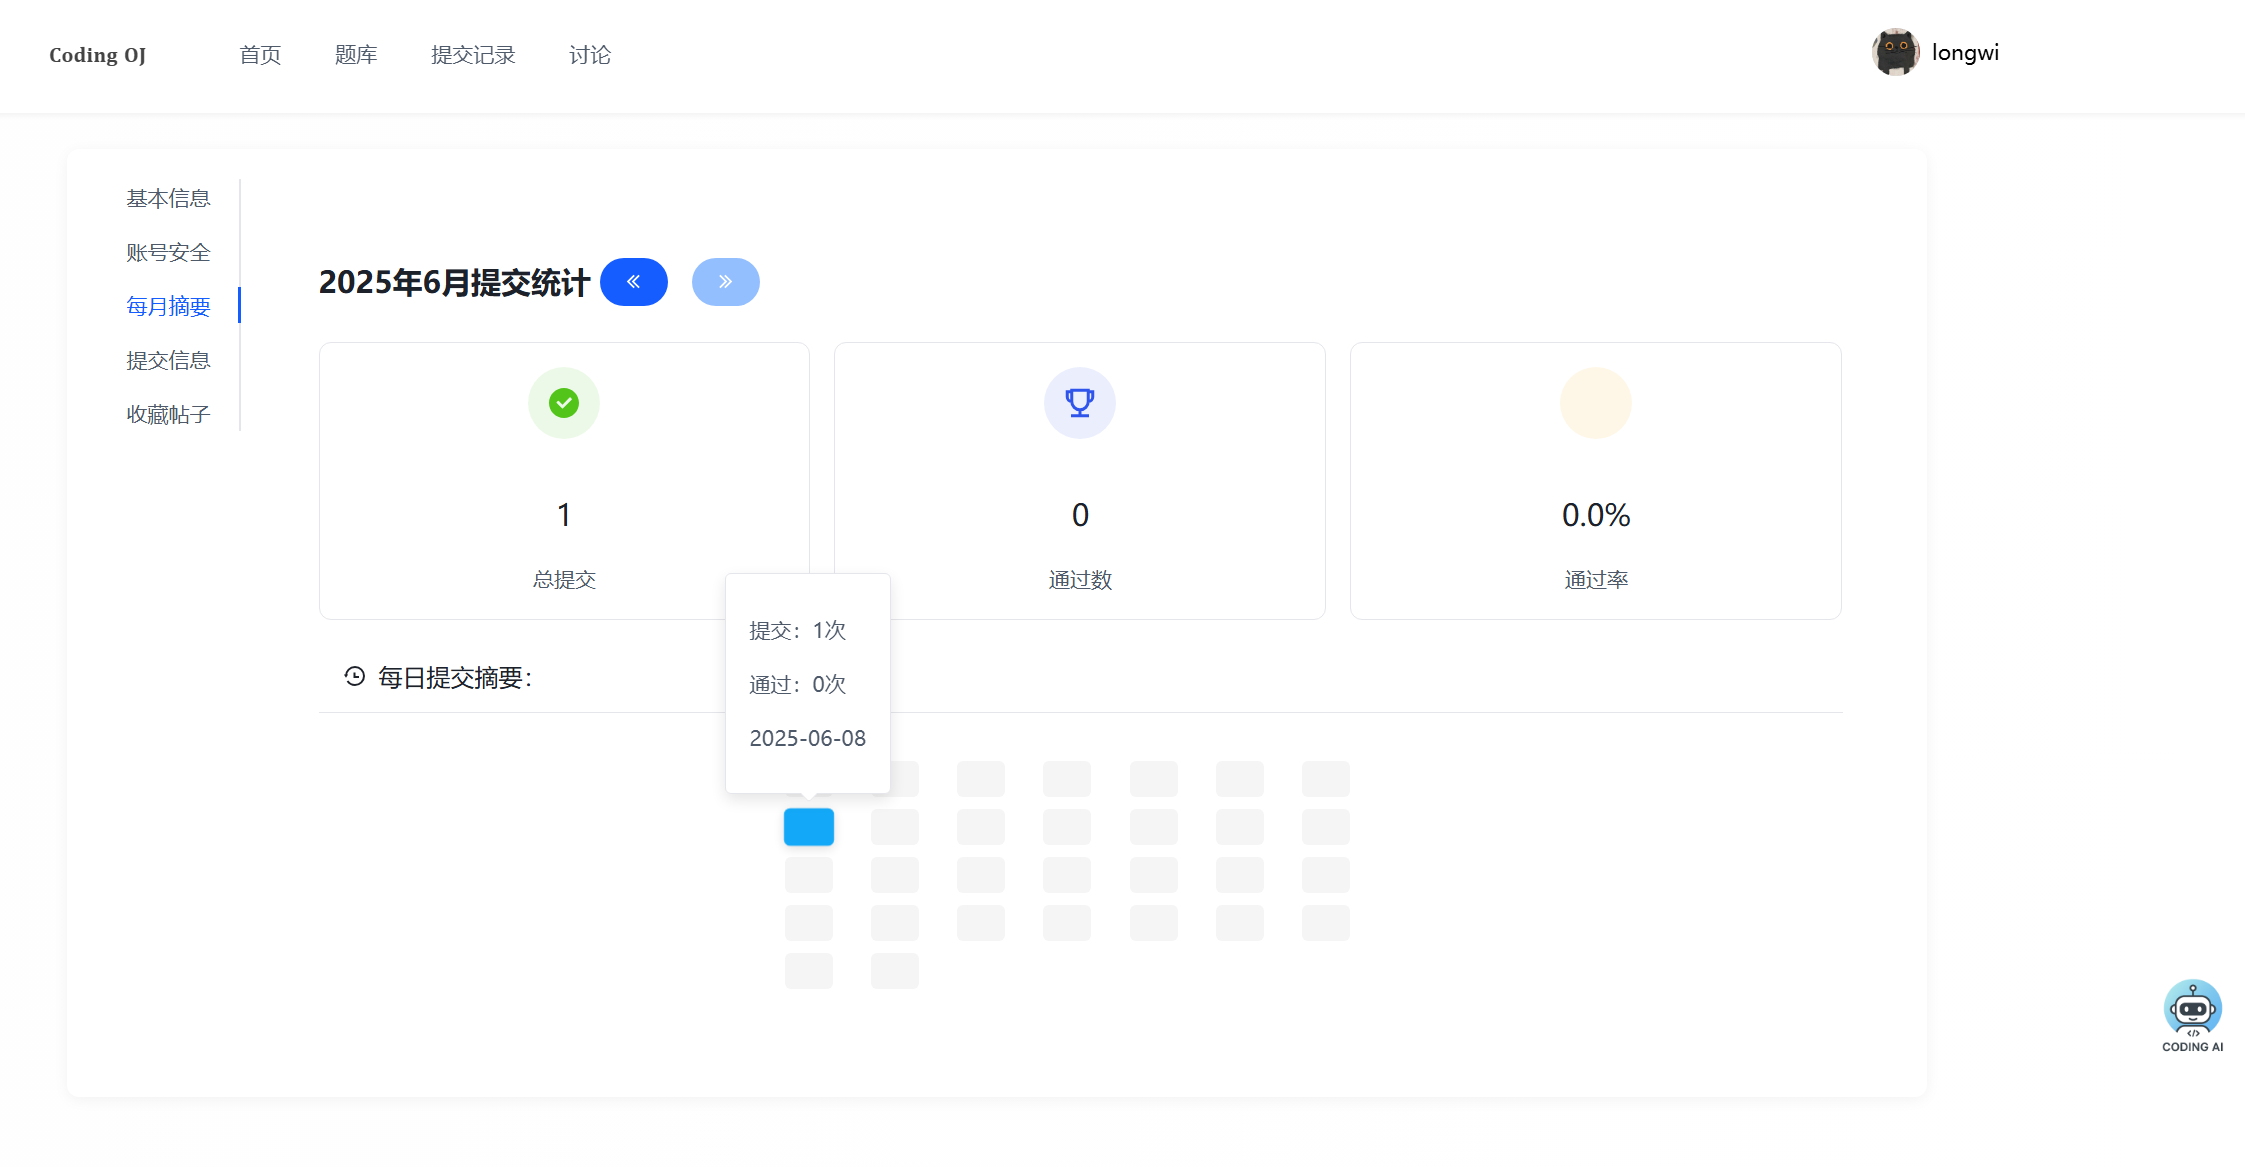 Coding OJ
首页
题库
提交记录
讨论
longwi
基本信息
账号安全
每月摘要
提交信息
收藏帖子
2025年6月提交统计
1
总提交
0
通过数
0.0%
通过率
提交：1次
通过：0次
2025-06-08
每日提交摘要：
</>
CODING AI